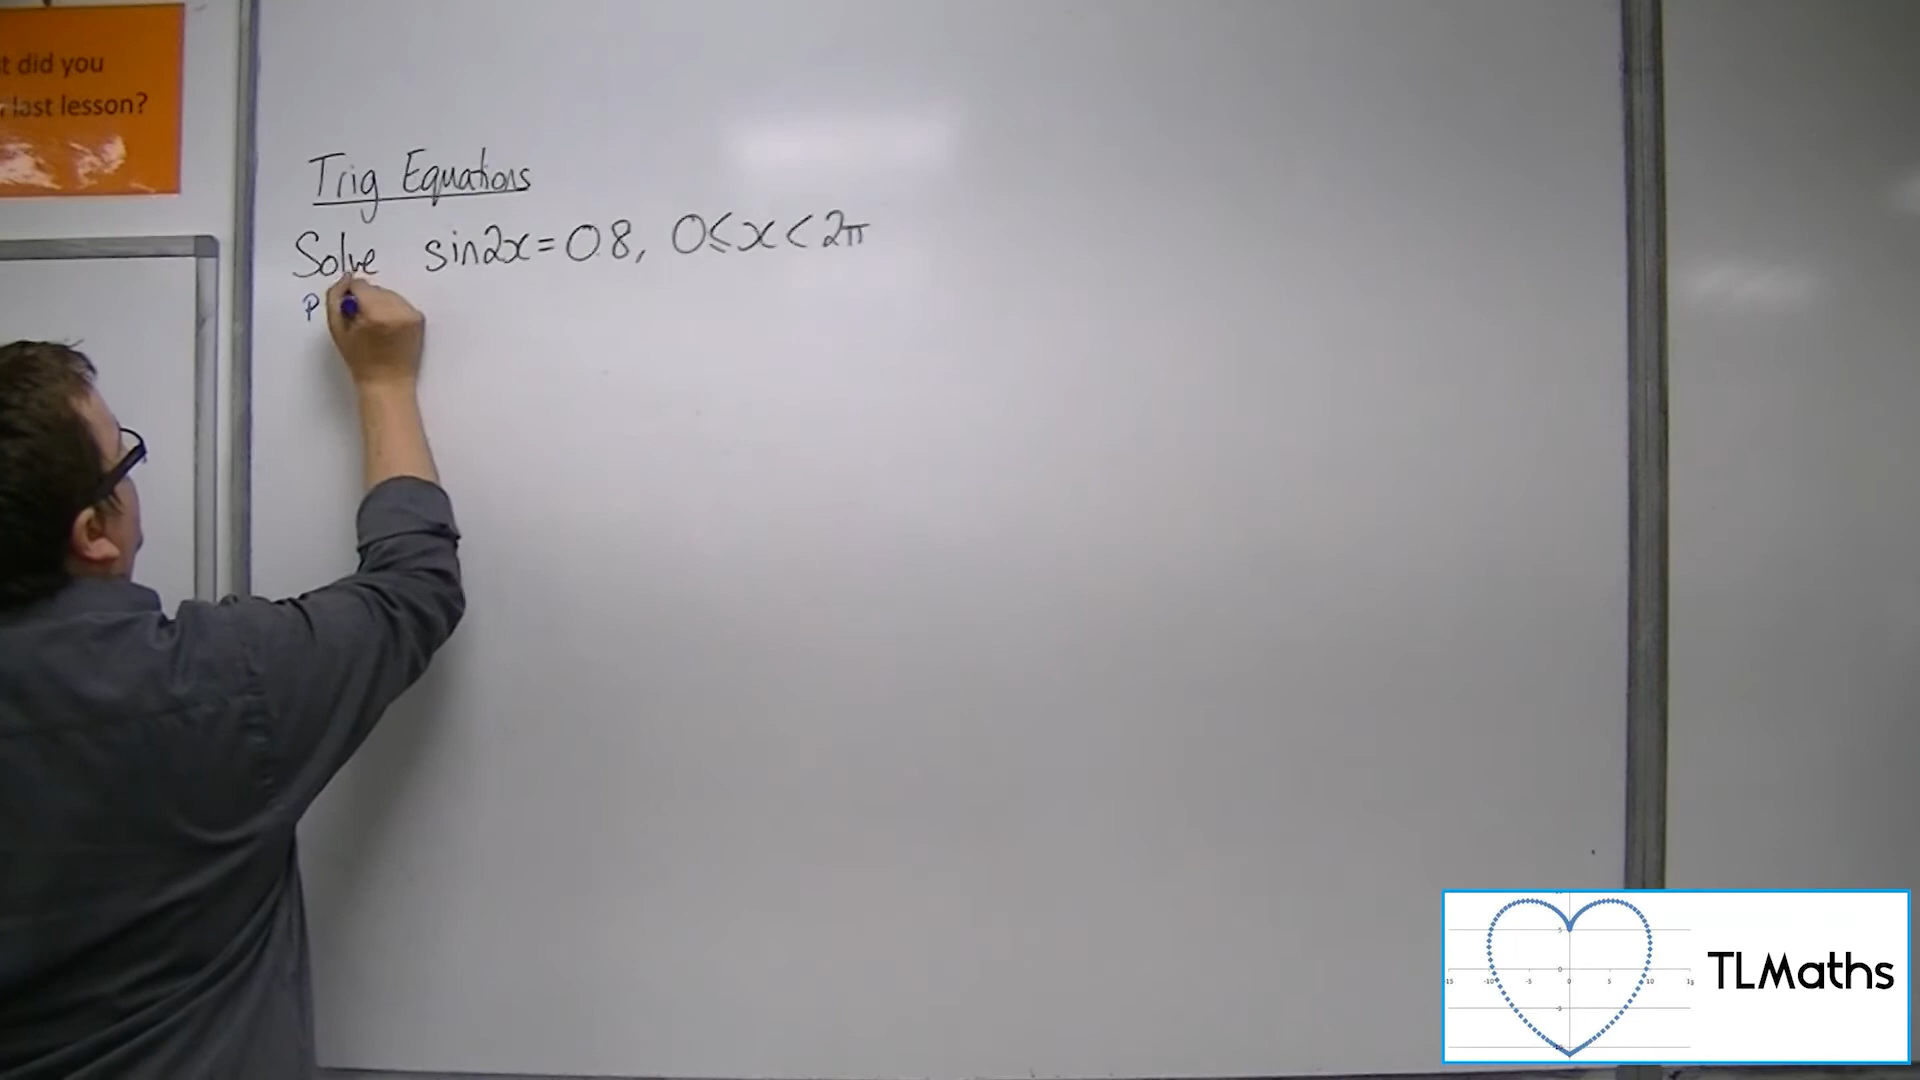 t did you
last lesson?
Trig Equations
Solve sin2x=0.8, 0≤x<2π
P
TLMaths